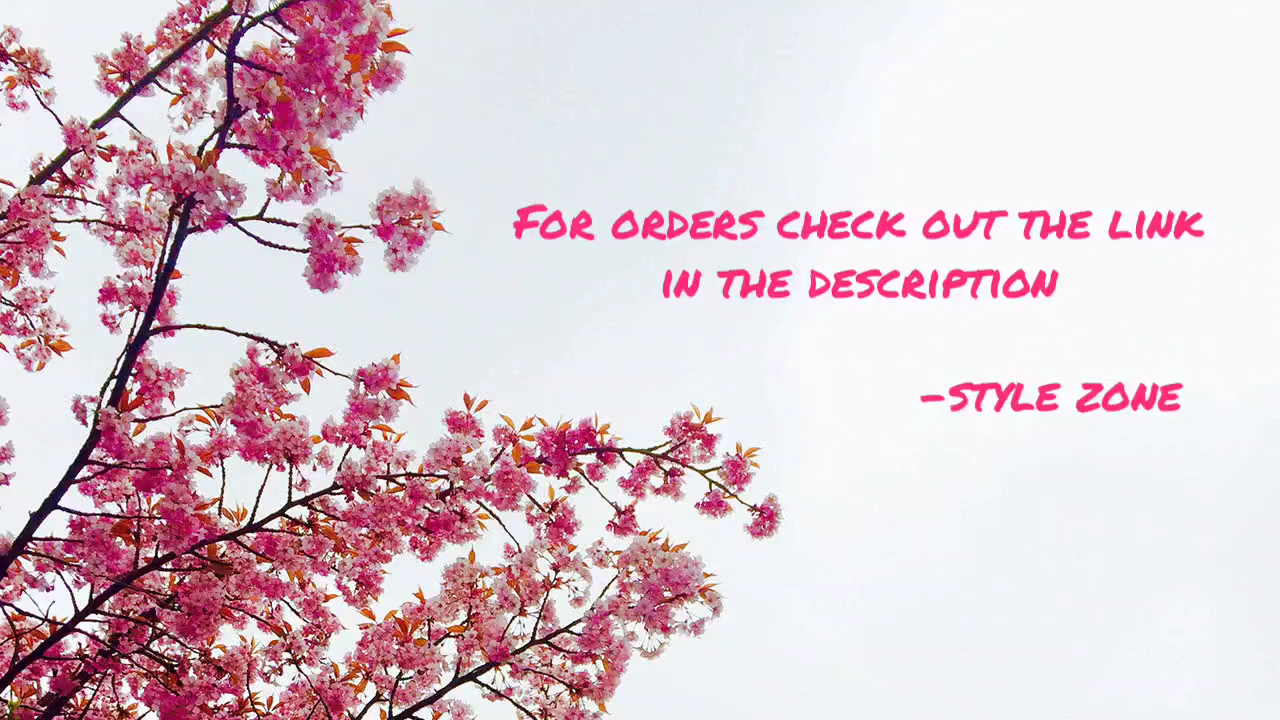 For orders check out the link
in the description
-style zone